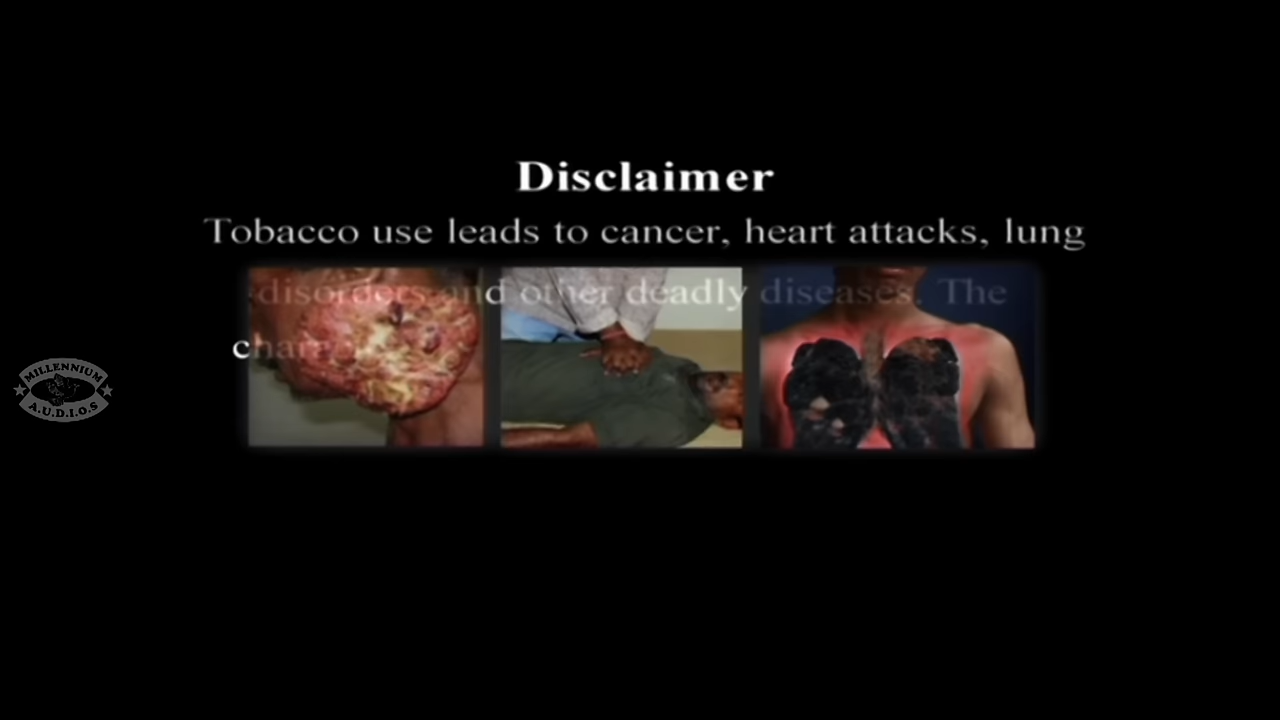 Disclaimer
Tobacco use leads to cancer, heart attacks, lung
disorders and other deadly diseases. The
MILLENNIUM
A.U.D.I.O.S